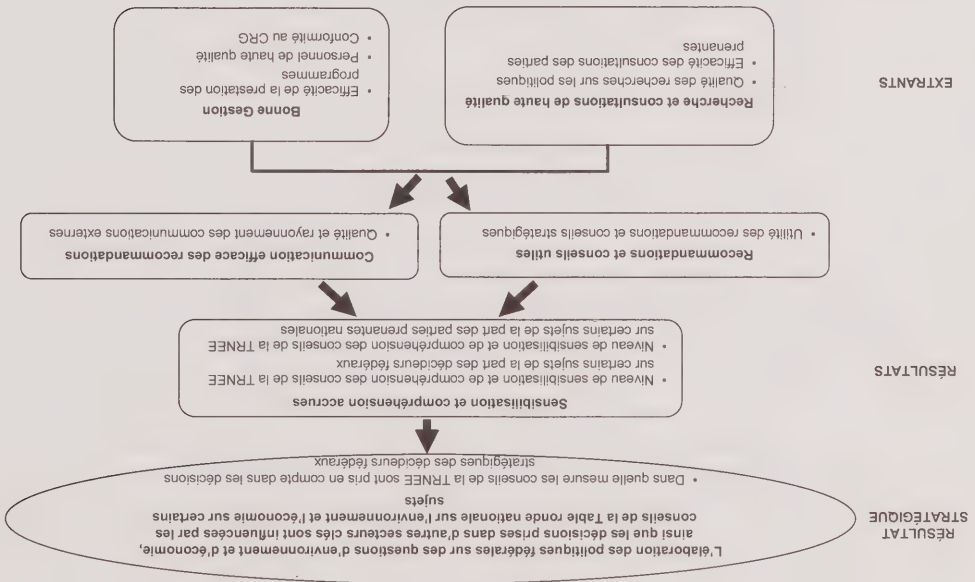 RÉSULTAT
STRATÉGIQUE
L'élaboration des politiques fédérales sur des questions d'environnement et d'économie,
ainsi que les décisions prises dans d'autres secteurs clés sont influencées par les
conseils de la Table ronde nationale sur l'environnement et l'économie sur certains
sujets
• Dans quelle mesure les conseils de la TRNEE sont pris en compte dans les décisions
stratégiques des décideurs fédéraux
RÉSULTATS
Sensibilisation et compréhension accrues
• Niveau de sensibilisation et de compréhension des conseils de la TRNEE
sur certains sujets de la part des décideurs fédéraux
• Niveau de sensibilisation et de compréhension des conseils de la TRNEE
sur certains sujets de la part des parties prenantes nationales
Recommandations et conseils utiles
• Utilité des recommandations et conseils stratégiques
Communication efficace des recommandations
• Qualité et rayonnement des communications externes
EXTRANTS
Recherche et consultations de haute qualité
• Qualité des recherches sur les politiques
• Efficacité des consultations des parties
prenantes
Bonne Gestion
• Efficacité de la prestation des
programmes
• Personnel de haute qualité
• Conformité au CRG